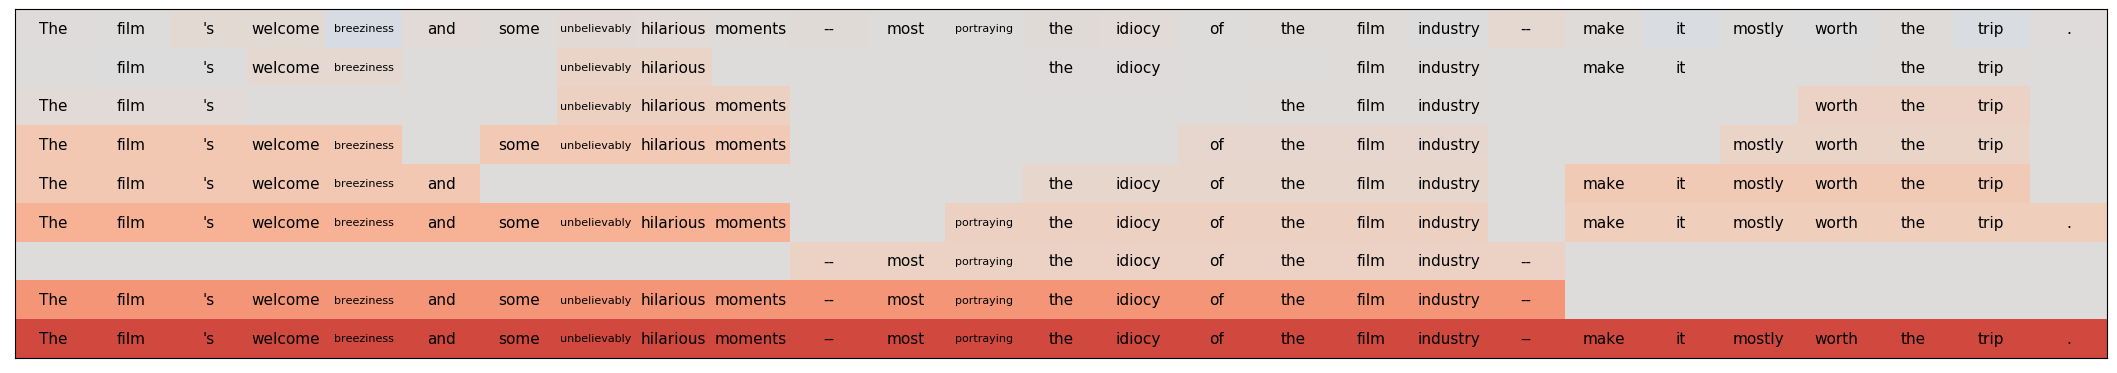 The film 's welcome breeziness and some unbelievably hilarious moments -- most portraying the idiocy of the film industry -- make it mostly worth the trip .
film 's welcome breeziness unbelievably hilarious the idiocy film industry make it the trip
The film 's unbelievably hilarious moments the film industry worth the trip
The film 's welcome breeziness some unbelievably hilarious moments of the film industry mostly worth the trip
The film 's welcome breeziness and the idiocy of the film industry make it mostly worth the trip
The film 's welcome breeziness and some unbelievably hilarious moments portraying the idiocy of the film industry make it mostly worth the trip .
-- most portraying the idiocy of the film industry --
The film 's welcome breeziness and some unbelievably hilarious moments -- most portraying the idiocy of the film industry --
The film 's welcome breeziness and some unbelievably hilarious moments -- most portraying the idiocy of the film industry -- make it mostly worth the trip .